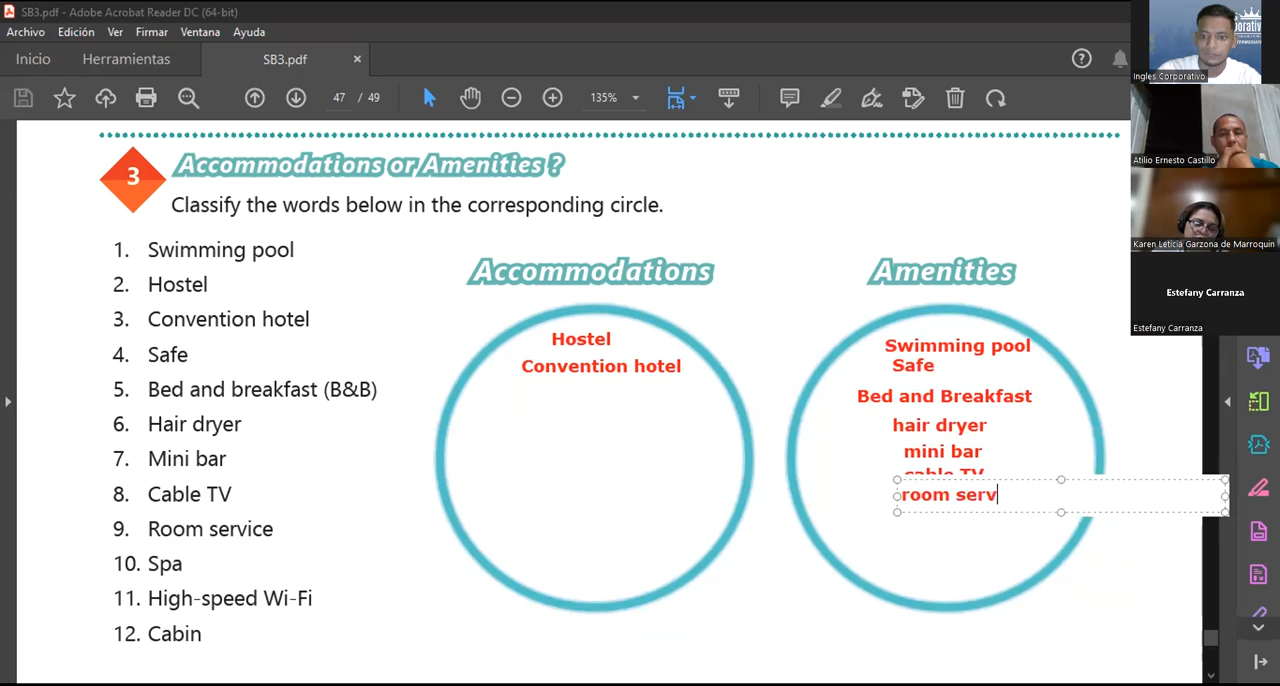 SB3.pdf - Adobe Acrobat Reader DC (64-bit)
Archivo Edición Ver Firmar Ventana Ayuda
Inicio Herramientas SB3.pdf ×
47 / 49 135%
3 Accommodations or Amenities ?
Classify the words below in the corresponding circle.
1. Swimming pool
2. Hostel
3. Convention hotel
4. Safe
5. Bed and breakfast (B&B)
6. Hair dryer
7. Mini bar
8. Cable TV
9. Room service
10. Spa
11. High-speed Wi-Fi
12. Cabin
Accommodations
Hostel
Convention hotel
Amenities
Swimming pool
Safe
Bed and Breakfast
hair dryer
mini bar
cable TV
room serv
Ingles Corporativo
Atilio Ernesto Castillo
Karen Leticia Garzona de Marroquin
Estefany Carranza
Estefany Carranza